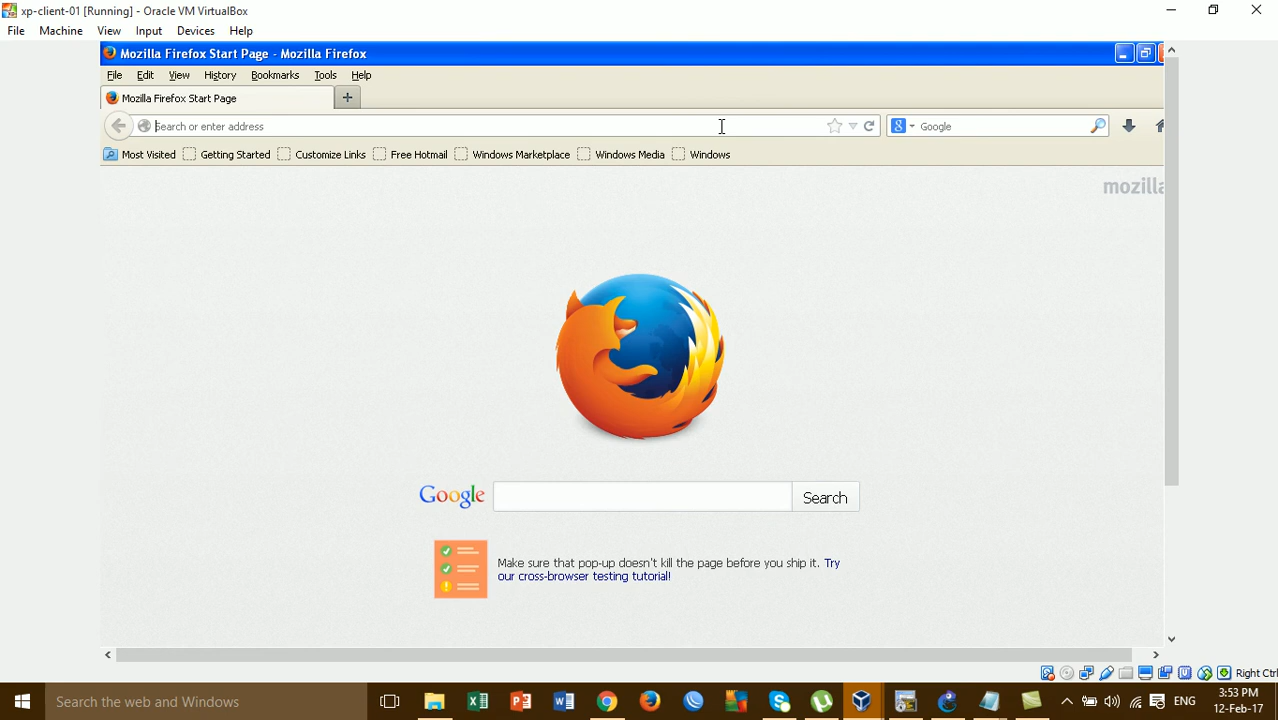 xp-client-01 [Running] - Oracle VM VirtualBox
File Machine View Input Devices Help
Mozilla Firefox Start Page - Mozilla Firefox
File Edit View History Bookmarks Tools Help
Mozilla Firefox Start Page
Search or enter address
Google
Most Visited Getting Started Customize Links Free Hotmail Windows Marketplace Windows Media Windows
mozilla
Google Search
Make sure that pop-up doesn't kill the page before you ship it. Try
our cross-browser testing tutorial!
Right Ctrl
Search the web and Windows
ENG
3:53 PM
12-Feb-17